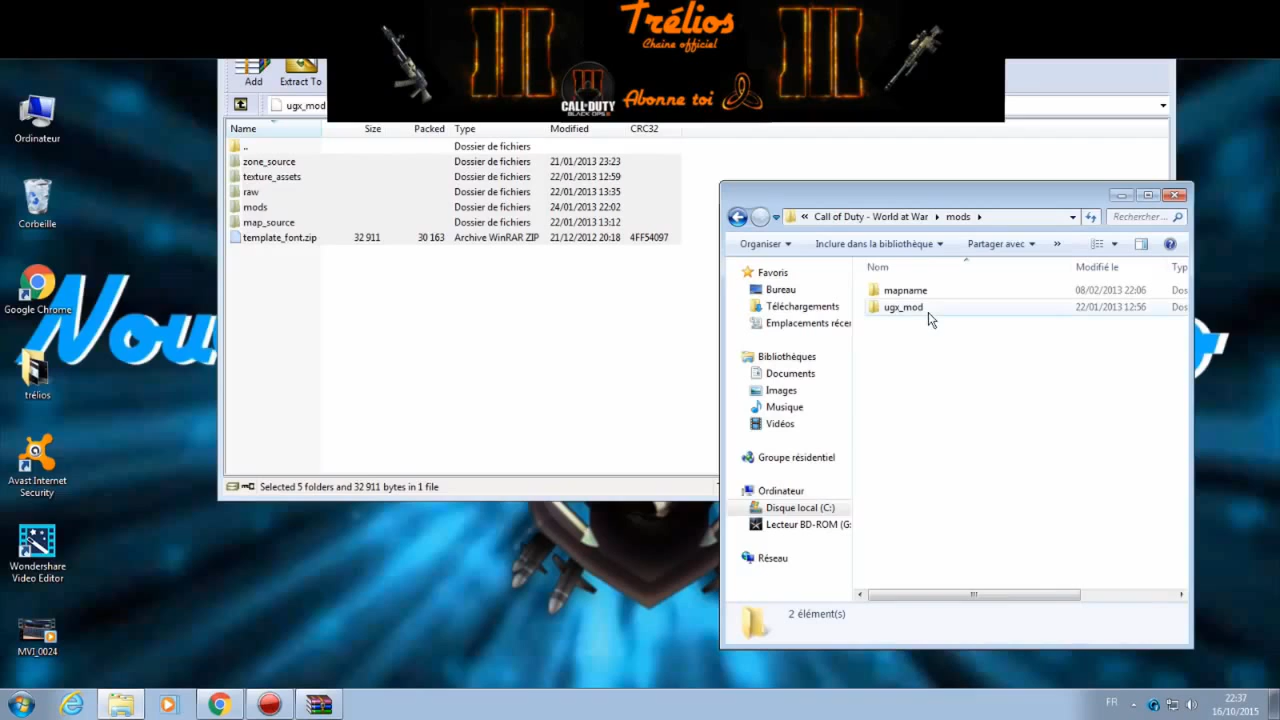 Trélios
Chaine officiel
CALL·DUTY
BLACK OPS III
Abonne toi
Add
Extract To
ugx_mod
Name Size Packed Type Modified CRC32
.. Dossier de fichiers
zone_source Dossier de fichiers 21/01/2013 23:23
texture_assets Dossier de fichiers 22/01/2013 12:59
raw Dossier de fichiers 22/01/2013 13:35
mods Dossier de fichiers 24/01/2013 22:02
map_source Dossier de fichiers 22/01/2013 13:12
template_font.zip 32 911 30 163 Archive WinRAR ZIP 21/12/2012 20:18 4FF54097
Selected 5 folders and 32 911 bytes in 1 file
« Call of Duty - World at War mods
Rechercher...
Organiser
Inclure dans la bibliothèque
Partager avec
»
Nom Modifié le Typ
mapname 08/02/2013 22:06 Dos
ugx_mod 22/01/2013 12:56 Dos
Favoris
Bureau
Téléchargements
Emplacements récer
Bibliothèques
Documents
Images
Musique
Vidéos
Groupe résidentiel
Ordinateur
Disque local (C:)
Lecteur BD-ROM (G:
Réseau
2 élément(s)
Ordinateur
Corbeille
Google Chrome
trélios
Avast Internet
Security
Wondershare
Video Editor
MVI_0024
Nou
FR
22:37
16/10/2015